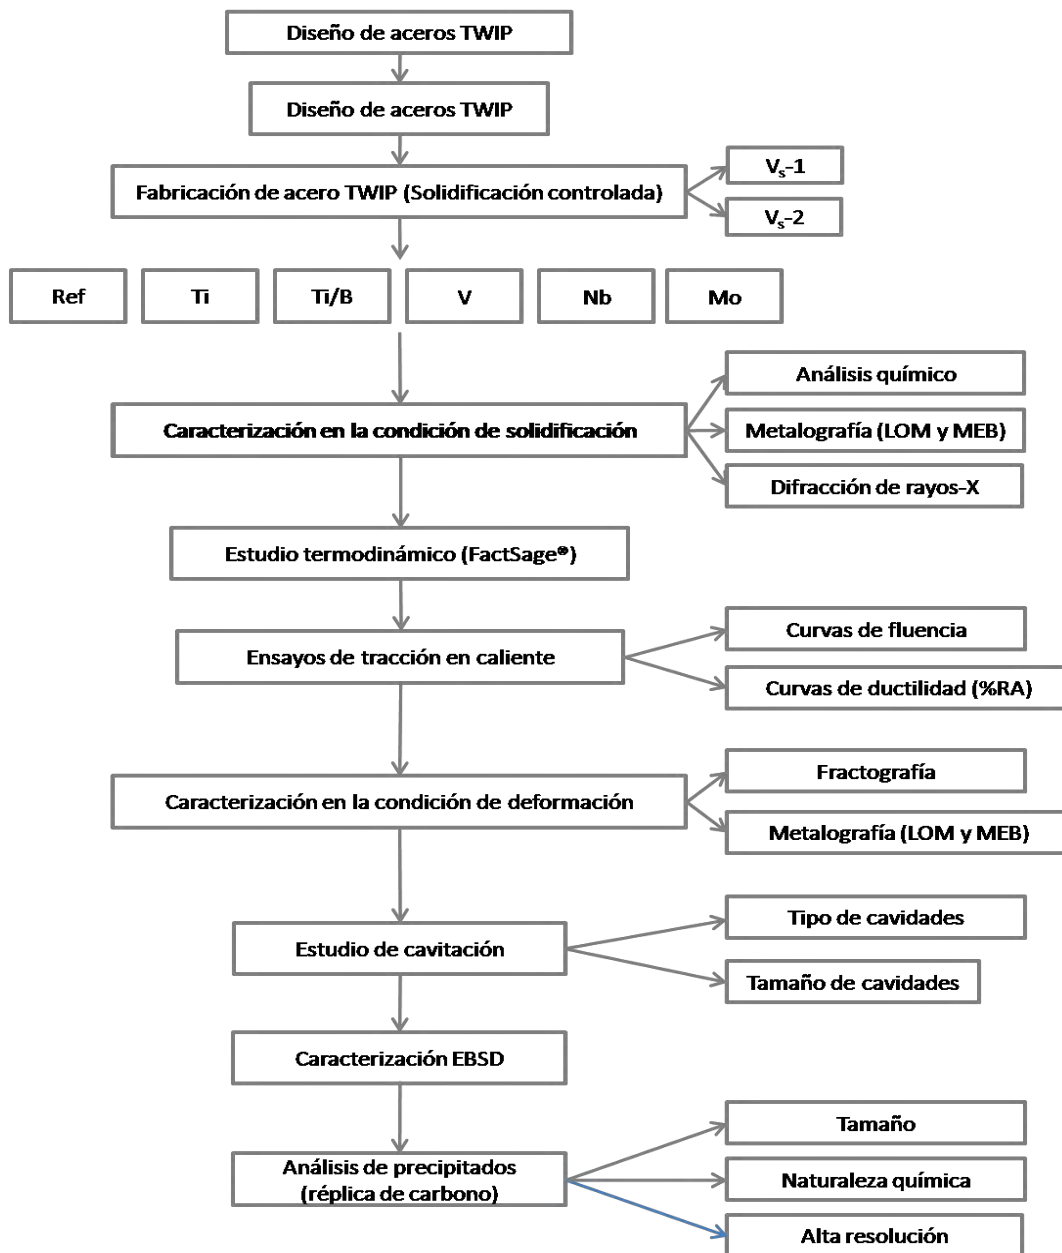 Diseño de aceros TWIP
Diseño de aceros TWIP
Fabricación de acero TWIP (Solidificación controlada)
Vₛ-1
Vₛ-2
Ref
Ti
Ti/B
V
Nb
Mo
Caracterización en la condición de solidificación
Análisis químico
Metalografía (LOM y MEB)
Difracción de rayos-X
Estudio termodinámico (FactSage®)
Ensayos de tracción en caliente
Curvas de fluencia
Curvas de ductilidad (%RA)
Caracterización en la condición de deformación
Fractografía
Metalografía (LOM y MEB)
Estudio de cavitación
Tipo de cavidades
Tamaño de cavidades
Caracterización EBSD
Análisis de precipitados
(réplica de carbono)
Tamaño
Naturaleza química
Alta resolución